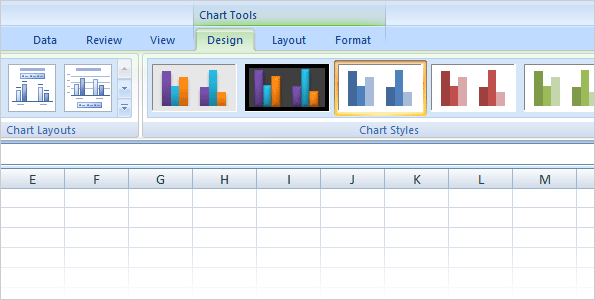 Chart Tools
Data Review View Design Layout Format
Chart Layouts Chart Styles
E F G H I J K L M